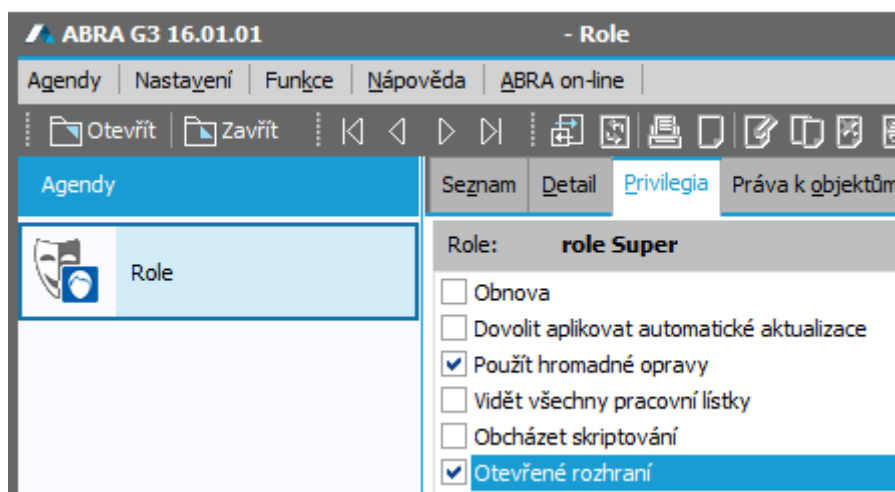 ABRA G3 16.01.01 - Role
Agendy Nastavení Funkce Nápověda ABRA on-line
Otevřít Zavřít
Agendy
Seznam Detail Privilegia Práva k objektům
Role
Role: role Super
Obnova
Dovolit aplikovat automatické aktualizace
Použít hromadné opravy
Vidět všechny pracovní lístky
Obcházet skriptování
Otevřené rozhraní